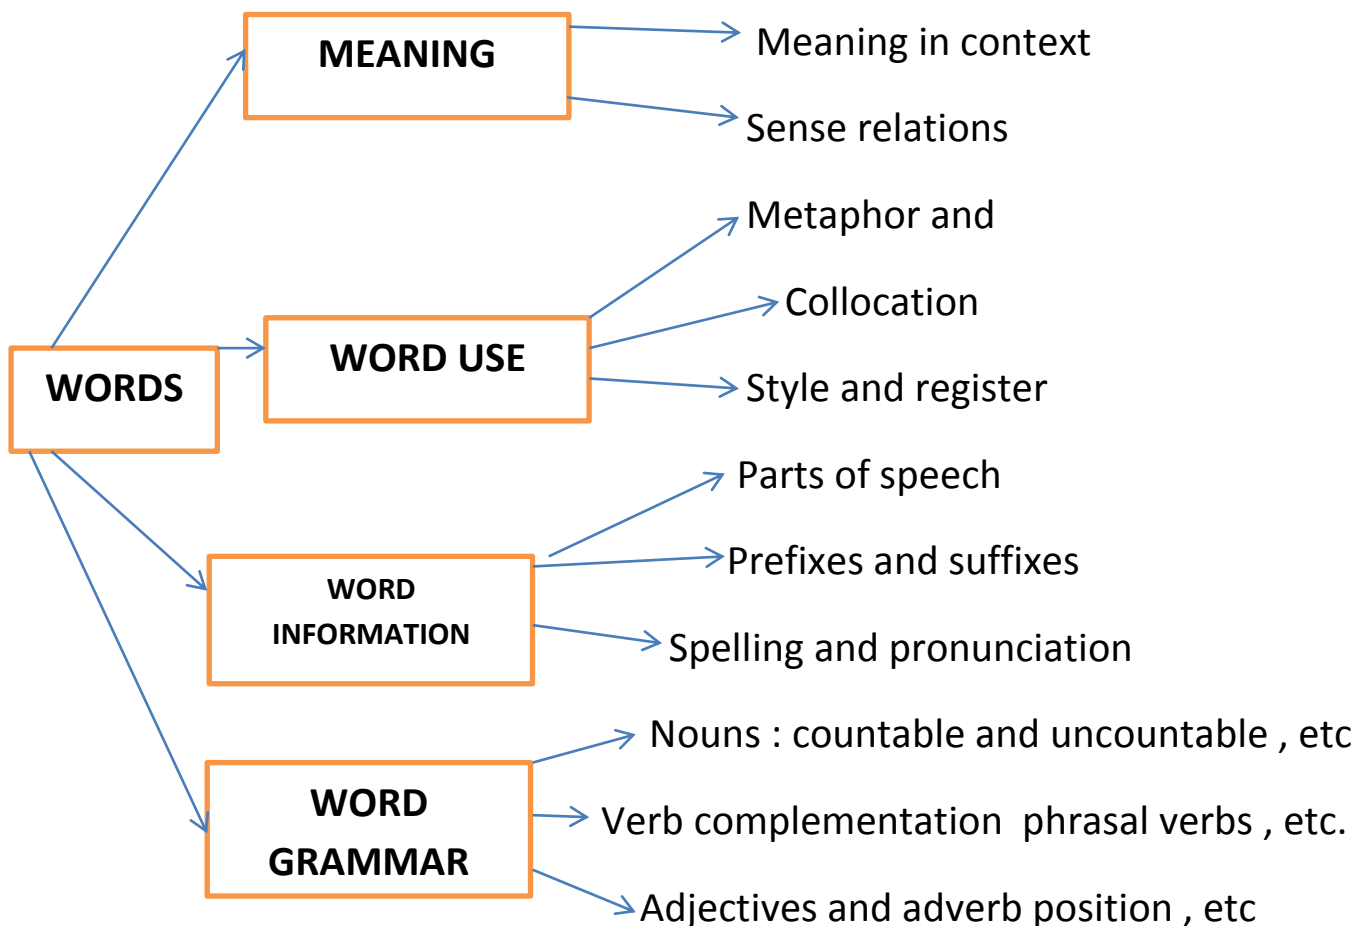 MEANING
Meaning in context
Sense relations
Metaphor and
Collocation
WORD USE
Style and register
WORDS
Parts of speech
Prefixes and suffixes
WORD
INFORMATION
Spelling and pronunciation
Nouns : countable and uncountable , etc
WORD
GRAMMAR
Verb complementation  phrasal verbs , etc.
Adjectives and adverb position , etc